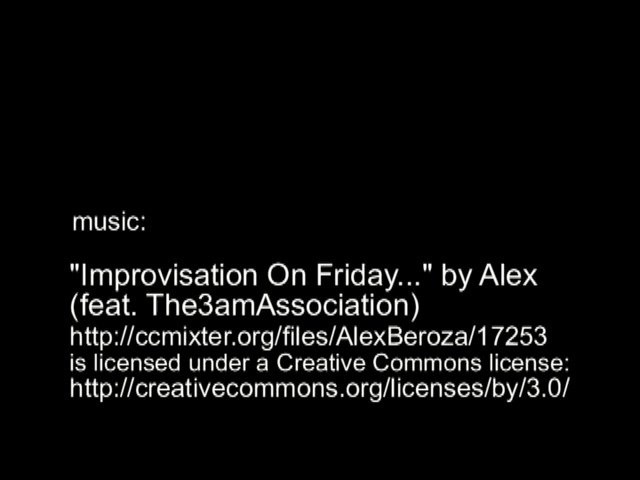 music:
"Improvisation On Friday..." by Alex
(feat. The3amAssociation)
http://ccmixter.org/files/AlexBeroza/17253
is licensed under a Creative Commons license:
http://creativecommons.org/licenses/by/3.0/